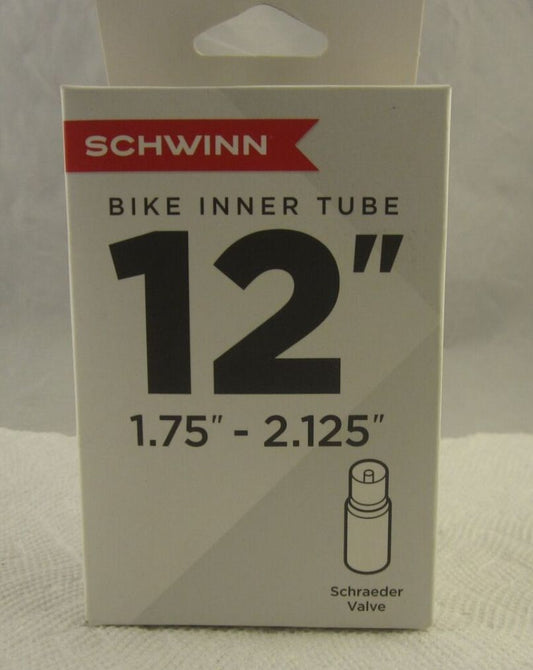 SCHWINN
BIKE INNER TUBE
12"
1.75" - 2.125"
Schraeder
Valve